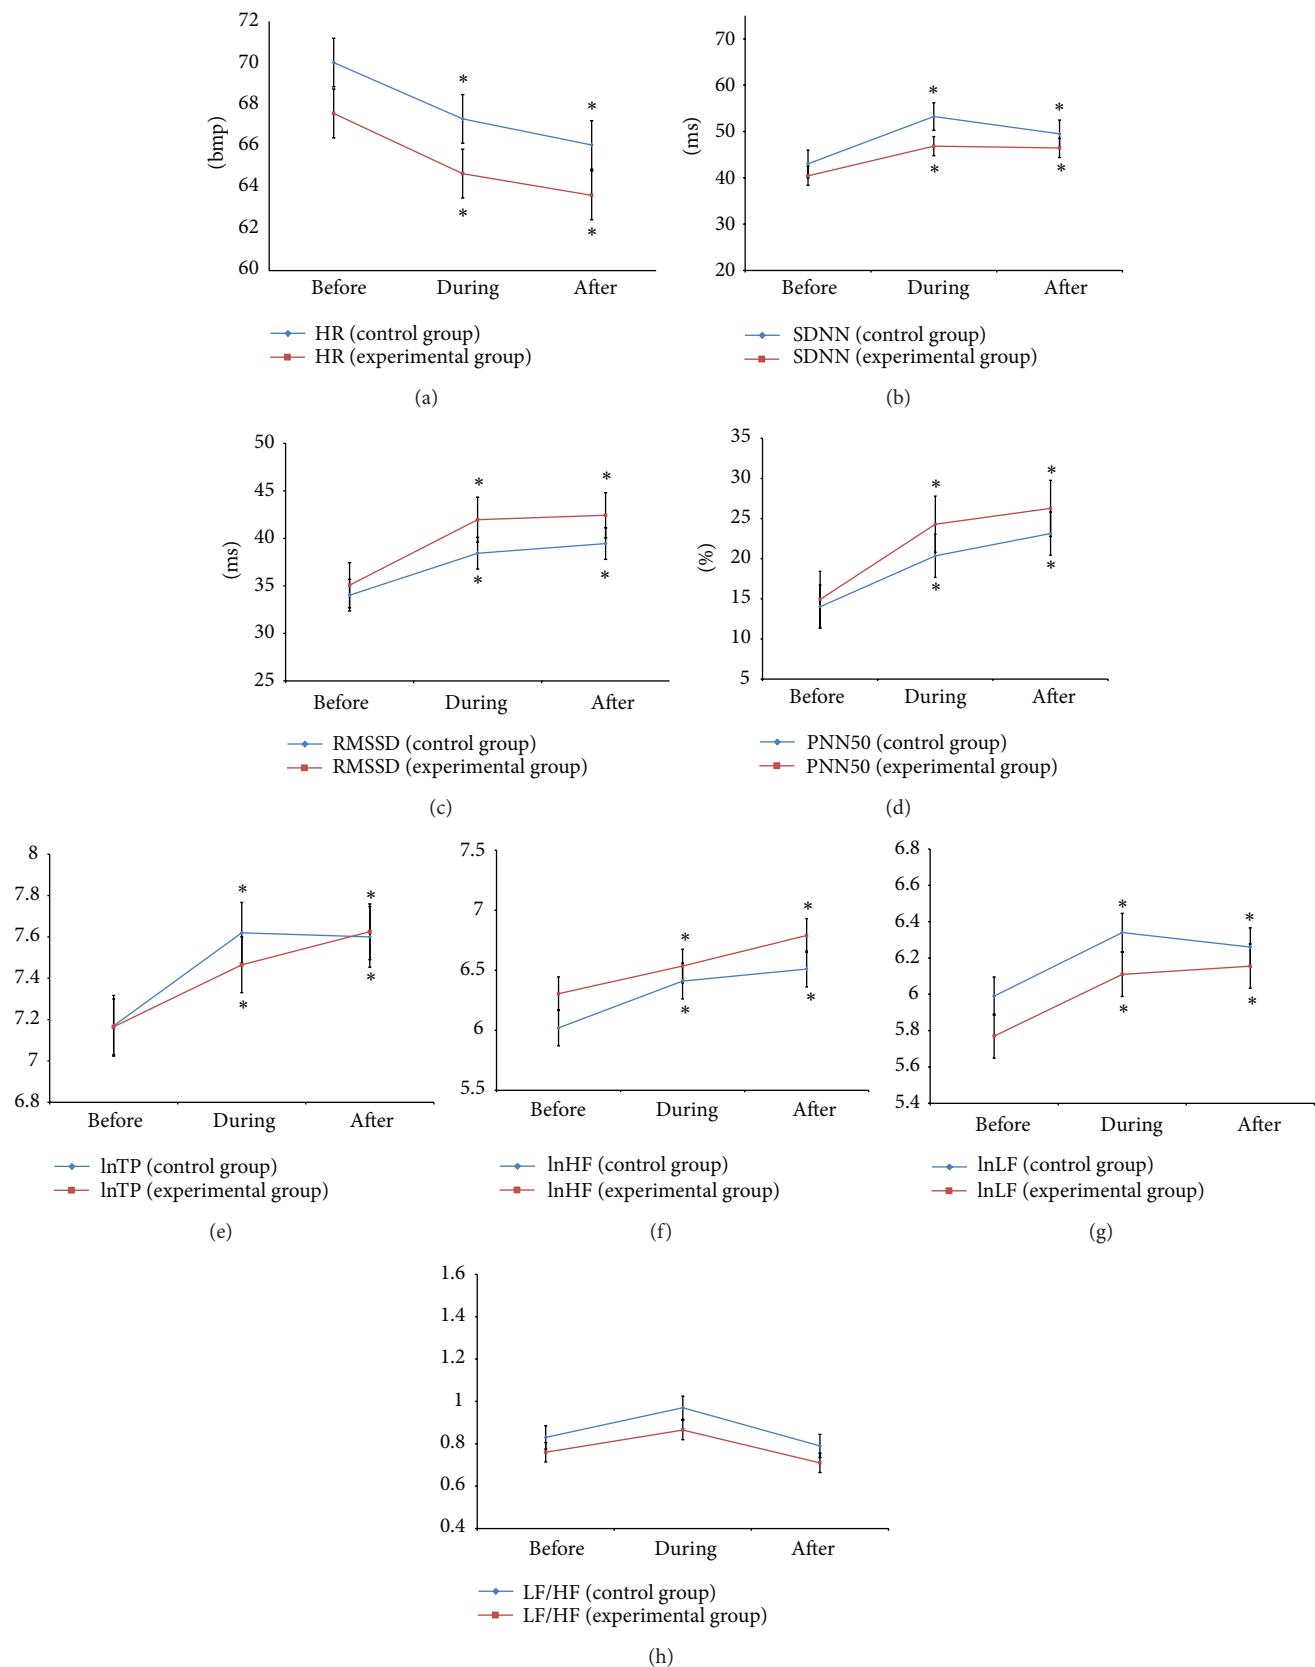 72
70
68
66
64
62
60
(bmp)
*
*
*
*
Before During After
HR (control group)
HR (experimental group)
(a)
70
60
50
40
30
20
(ms)
*
*
*
*
Before During After
SDNN (control group)
SDNN (experimental group)
(b)
50
45
40
35
30
25
(ms)
*
*
*
*
Before During After
RMSSD (control group)
RMSSD (experimental group)
(c)
35
30
25
20
15
10
5
(%)
*
*
*
*
Before During After
PNN50 (control group)
PNN50 (experimental group)
(d)
8
7.8
7.6
7.4
7.2
7
6.8
*
*
*
*
Before During After
lnTP (control group)
lnTP (experimental group)
(e)
7.5
7
6.5
6
5.5
*
*
*
*
Before During After
lnHF (control group)
lnHF (experimental group)
(f)
6.8
6.6
6.4
6.2
6
5.8
5.6
5.4
*
*
*
*
Before During After
lnLF (control group)
lnLF (experimental group)
(g)
1.6
1.4
1.2
1
0.8
0.6
0.4
Before During After
LF/HF (control group)
LF/HF (experimental group)
(h)